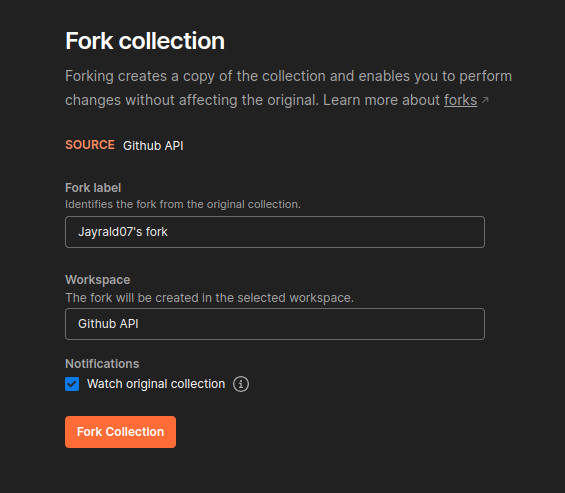 Fork collection
Forking creates a copy of the collection and enables you to perform
changes without affecting the original. Learn more about forks ↗
SOURCE Github API
Fork label
Identifies the fork from the original collection.
Jayrald07's fork
Workspace
The fork will be created in the selected workspace.
Github API
Notifications
Watch original collection
Fork Collection